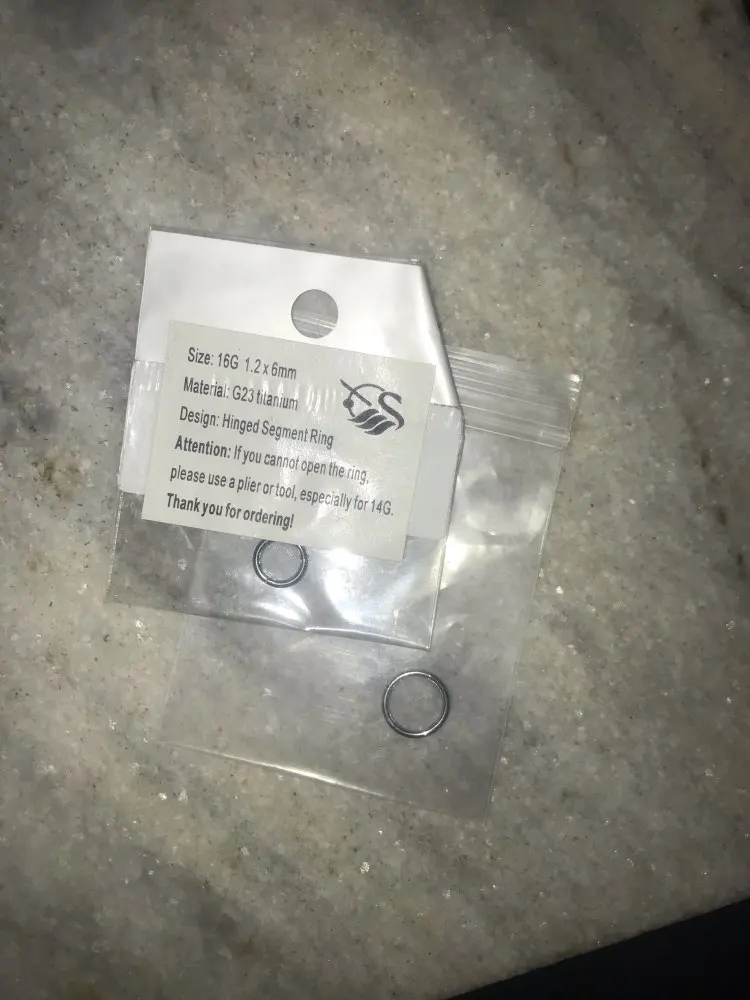 Size: 16G 1.2 x 6mm
Material: G23 titanium
Design: Hinged Segment Ring
Attention: If you cannot open the ring,
please use a plier or tool, especially for 14G.
Thank you for ordering!
S